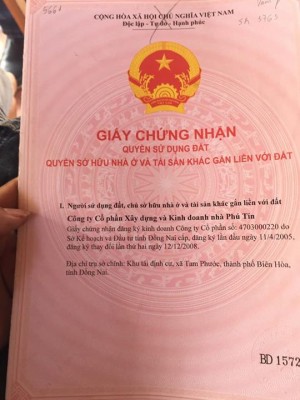 CỘNG HÒA XÃ HỘI CHỦ NGHĨA VIỆT NAM
Độc lập - Tự do - Hạnh phúc
GIẤY CHỨNG NHẬN
QUYỀN SỬ DỤNG ĐẤT
QUYỀN SỞ HỮU NHÀ Ở VÀ TÀI SẢN KHÁC GẮN LIỀN VỚI ĐẤT
I. Người sử dụng đất, chủ sở hữu nhà ở và tài sản khác gắn liền với đất
Công ty Cổ phần Xây dựng và Kinh doanh nhà Phú Tín
Giấy chứng nhận đăng ký kinh doanh Công ty Cổ phần số: 4703000220 do
Sở Kế hoạch và Đầu tư tỉnh Đồng Nai cấp, đăng ký lần đầu ngày 11/4/2005,
đăng ký thay đổi lần thứ hai ngày 12/12/2008.
Địa chỉ trụ sở chính: Khu tái định cư, xã Tam Phước, thành phố Biên Hòa,
tỉnh Đồng Nai.
BD 1572